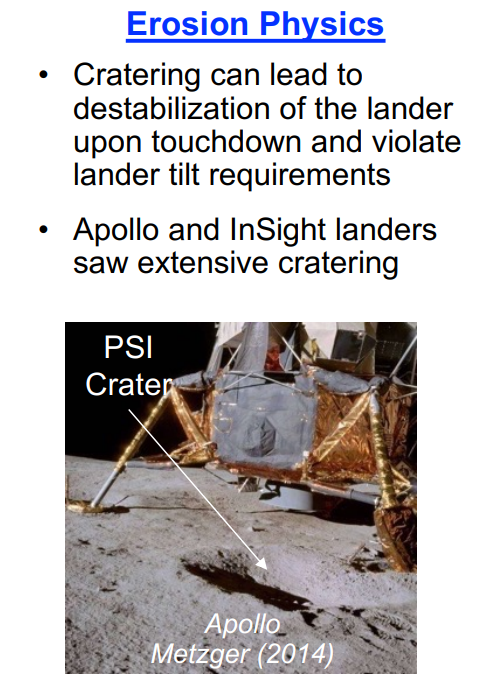 Erosion Physics
• Cratering can lead to
destabilization of the lander
upon touchdown and violate
lander tilt requirements
• Apollo and InSight landers
saw extensive cratering
PSI
Crater
Apollo
Metzger (2014)